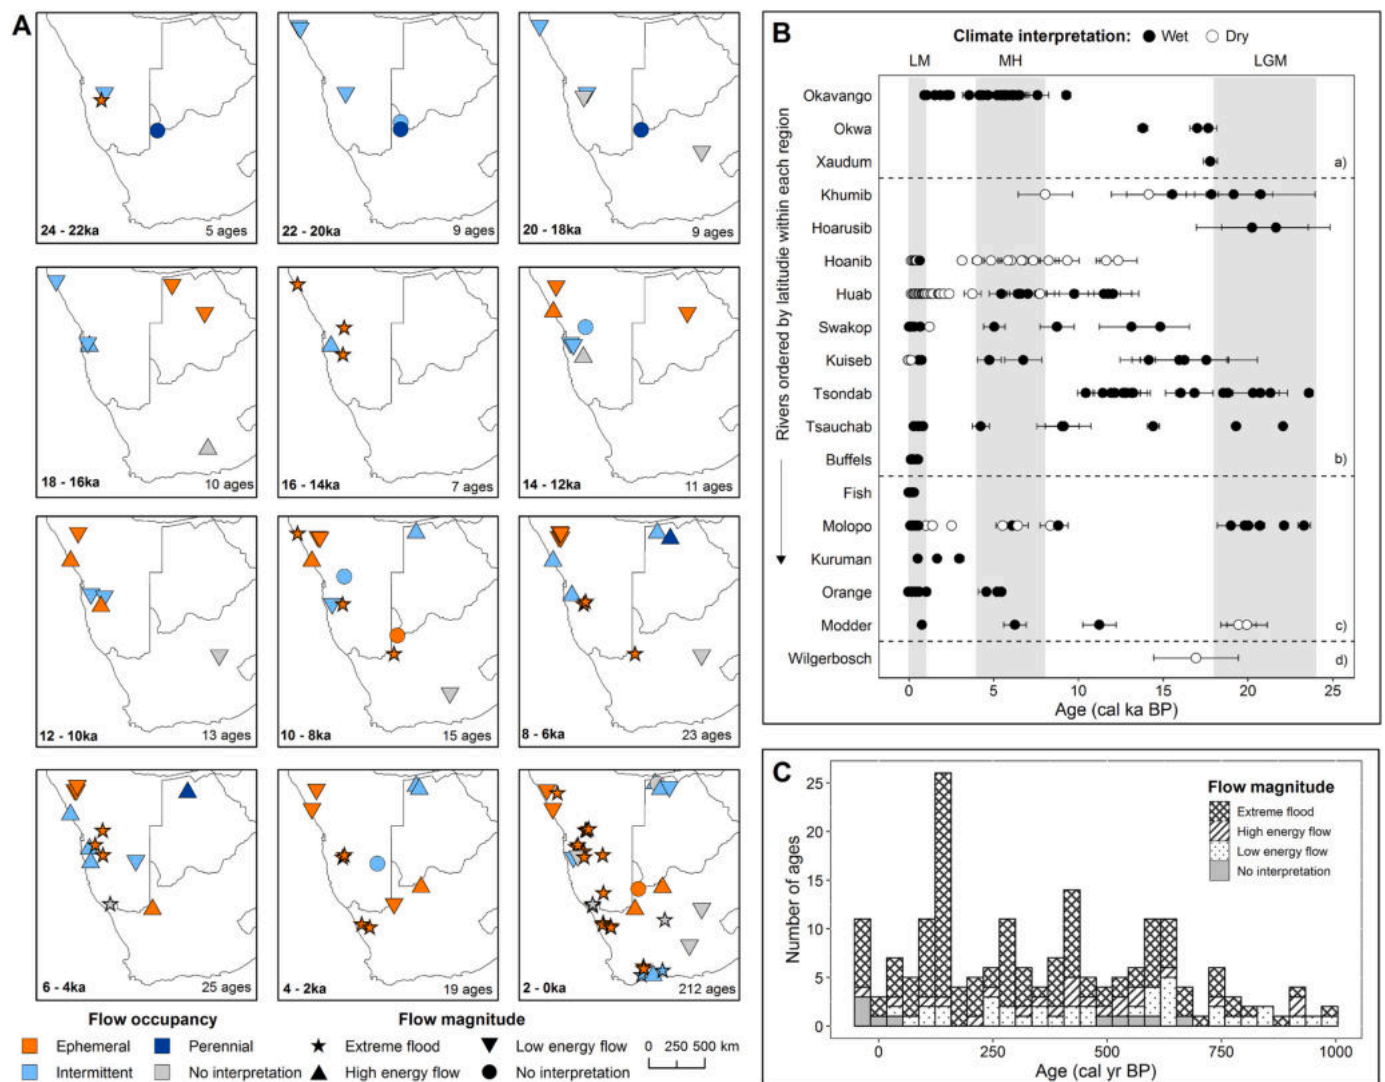 A
24 - 22ka
5 ages
22 - 20ka
9 ages
20 - 18ka
9 ages
18 - 16ka
10 ages
16 - 14ka
7 ages
14 - 12ka
11 ages
12 - 10ka
13 ages
10 - 8ka
15 ages
8 - 6ka
23 ages
6 - 4ka
25 ages
4 - 2ka
19 ages
2 - 0ka
212 ages
Flow occupancy
Ephemeral
Perennial
Intermittent
No interpretation
Flow magnitude
Extreme flood
Low energy flow
High energy flow
No interpretation
0 250 500 km
B
Climate interpretation: Wet Dry
LM MH LGM
Rivers ordered by latitudie within each region
Okavango
Okwa
Xaudum
a)
Khumib
Hoarusib
Hoanib
Huab
Swakop
Kuiseb
Tsondab
Tsauchab
Buffels
b)
Fish
Molopo
Kuruman
Orange
Modder
c)
Wilgerbosch
d)
0 5 10 15 20 25
Age (cal ka BP)
C
Flow magnitude
Extreme flood
High energy flow
Low energy flow
No interpretation
Number of ages
25
20
15
10
5
0
0 250 500 750 1000
Age (cal yr BP)